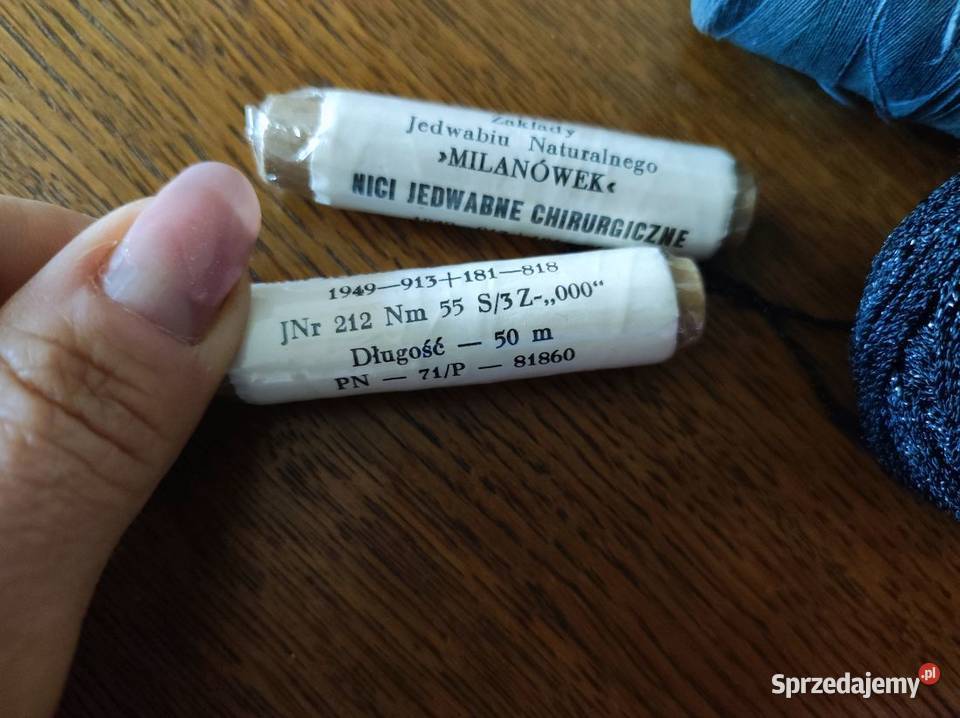 Zakłady
Jedwabiu Naturalnego
»MILANÓWEK«
NICI JEDWABNE CHIRURGICZNE
1949—913+181—818
JNr 212 Nm 55 S/3 Z-„000“
Długość — 50 m
PN — 71/P — 81860
Sprzedajemy.pl